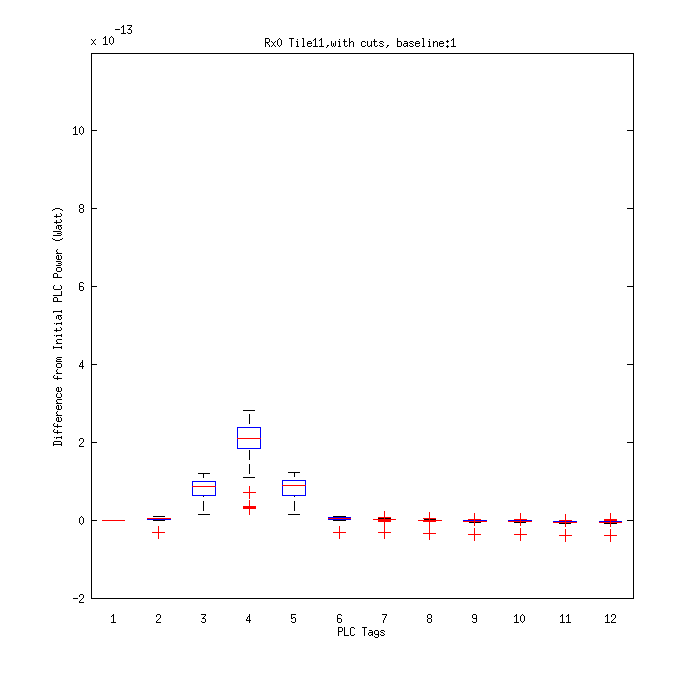 x 10-13
Rx0 Tile11,with cuts, baseline:1
10
8
6
4
2
0
-2
Difference from Initial PLC Power (Watt)
1 2 3 4 5 6 7 8 9 10 11 12
PLC Tags